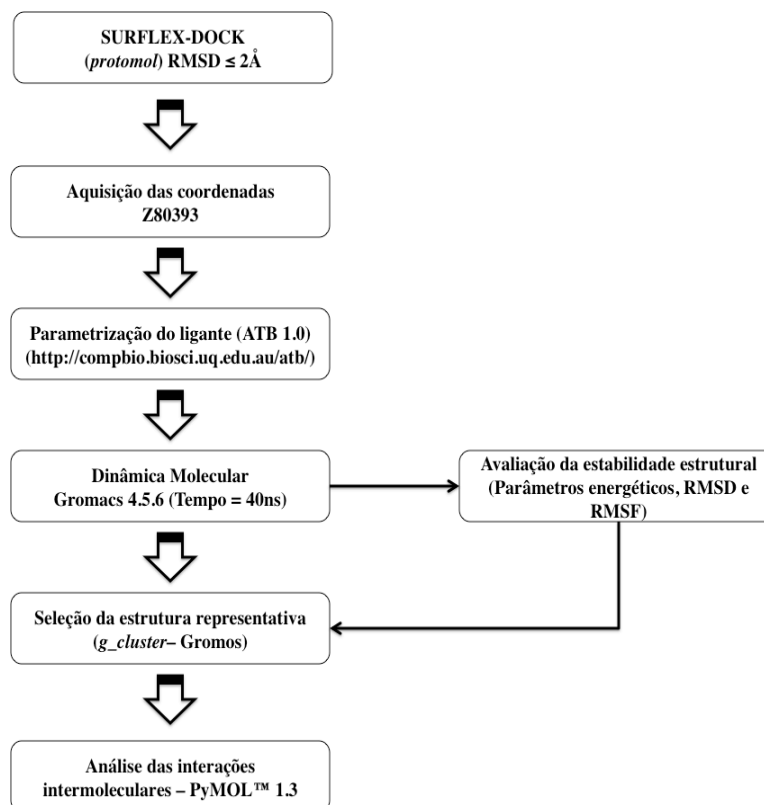 SURFLEX-DOCK
(protomol) RMSD ≤ 2Å
Aquisição das coordenadas
Z80393
Parametrização do ligante (ATB 1.0)
(http://compbio.biosci.uq.edu.au/atb/)
Dinâmica Molecular
Gromacs 4.5.6 (Tempo = 40ns)
Avaliação da estabilidade estrutural
(Parâmetros energéticos, RMSD e
RMSF)
Seleção da estrutura representativa
(g_cluster– Gromos)
Análise das interações
intermoleculares – PyMOL™ 1.3